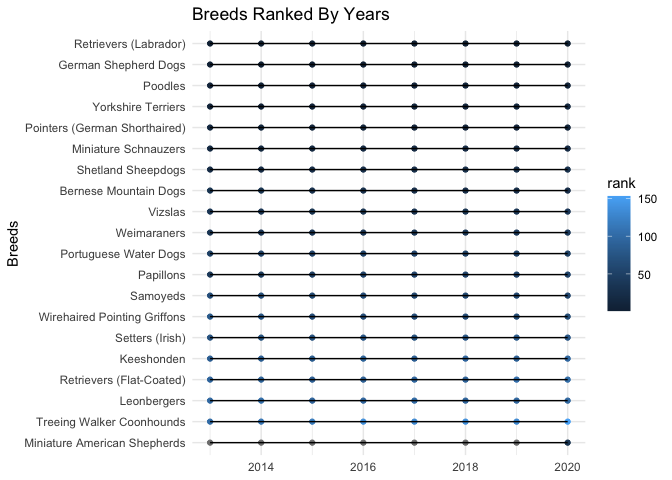 Breeds Ranked By Years
Retrievers (Labrador)
German Shepherd Dogs
Poodles
Yorkshire Terriers
Pointers (German Shorthaired)
Miniature Schnauzers
Shetland Sheepdogs
Bernese Mountain Dogs
Vizslas
Weimaraners
Portuguese Water Dogs
Papillons
Samoyeds
Wirehaired Pointing Griffons
Setters (Irish)
Keeshonden
Retrievers (Flat-Coated)
Leonbergers
Treeing Walker Coonhounds
Miniature American Shepherds
Breeds
2014 2016 2018 2020
rank
150
100
50